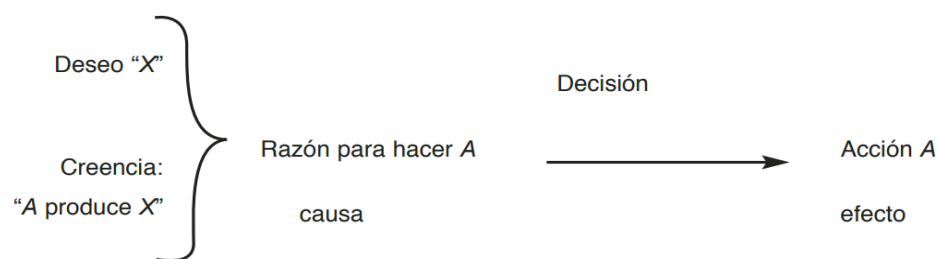 Deseo “X”
Creencia:
“A produce X”
Razón para hacer A
causa
Decisión
Acción A
efecto